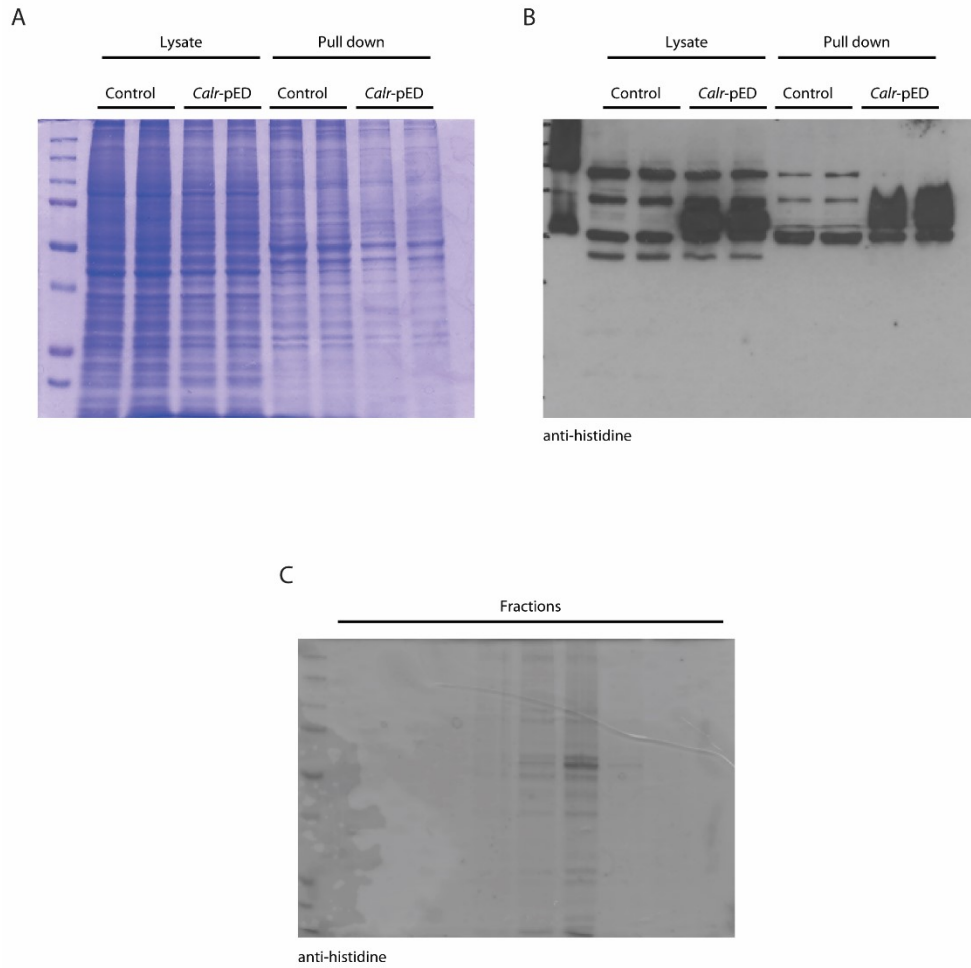 A
Lysate Pull down
Control Calr-pED Control Calr-pED
B
Lysate Pull down
Control Calr-pED Control Calr-pED
anti-histidine
C
Fractions
anti-histidine